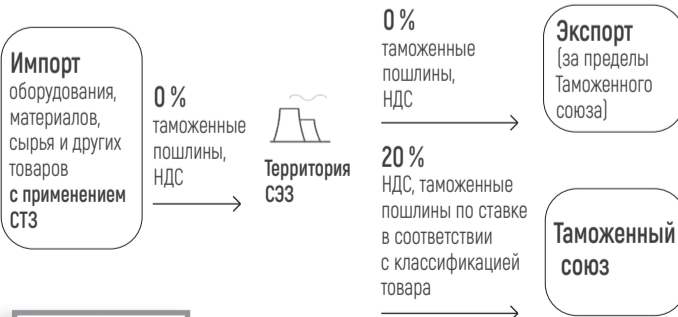 Импорт
оборудования,
материалов,
сырья и других
товаров
с применением
СТЗ
0 %
таможенные
пошлины,
НДС
Территория
СЭЗ
0 %
таможенные
пошлины,
НДС
Экспорт
(за пределы
Таможенного
союза)
20 %
НДС, таможенные
пошлины по ставке
в соответствии
с классификацией
товара
Таможенный
союз